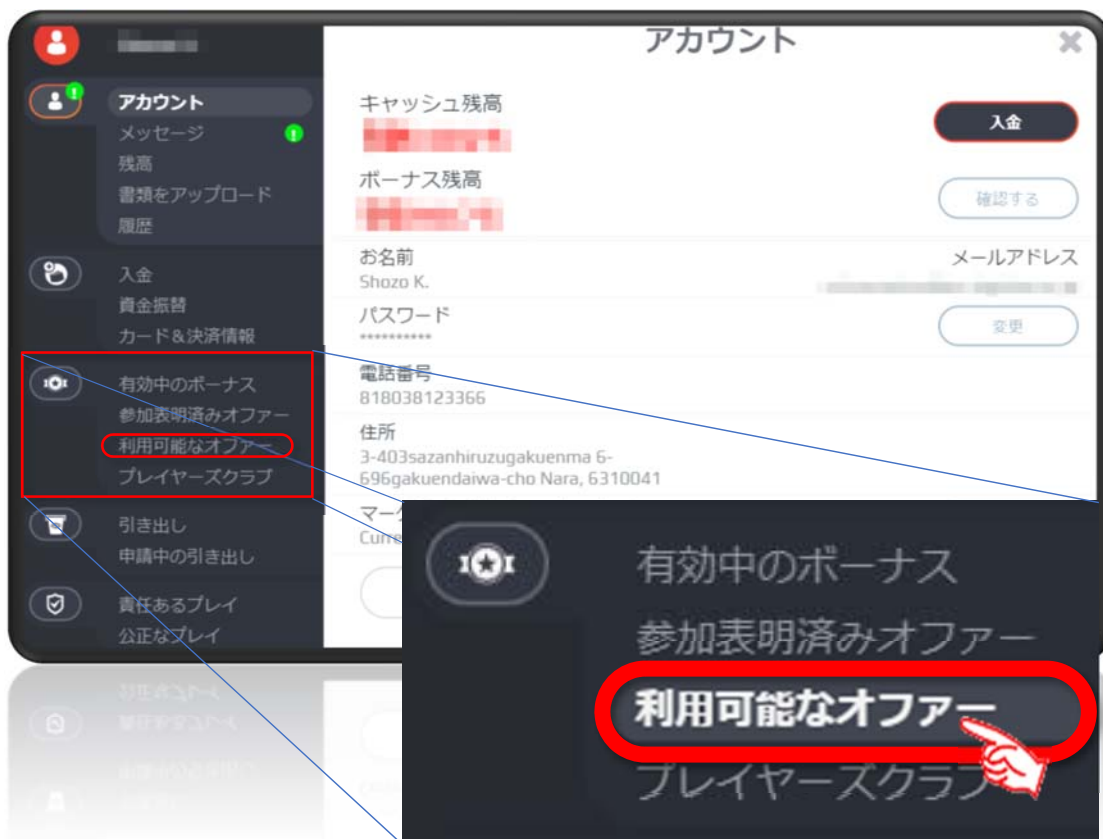 アカウント
アカウント
メッセージ
残高
書類をアップロード
履歴
入金
資金振替
カード&決済情報
有効中のボーナス
参加表明済みオファー
利用可能なオファー
プレイヤーズクラブ
引き出し
申請中の引き出し
責任あるプレイ
公正なプレイ
キャッシュ残高
入金
ボーナス残高
確認する
お名前
メールアドレス
Shozo K.
パスワード
**********
変更
電話番号
818038123366
住所
3-403sazanhiruzugakuenma 6-
696gakuendaiwa-cho Nara, 6310041
有効中のボーナス
参加表明済みオファー
利用可能なオファー
プレイヤーズクラブ